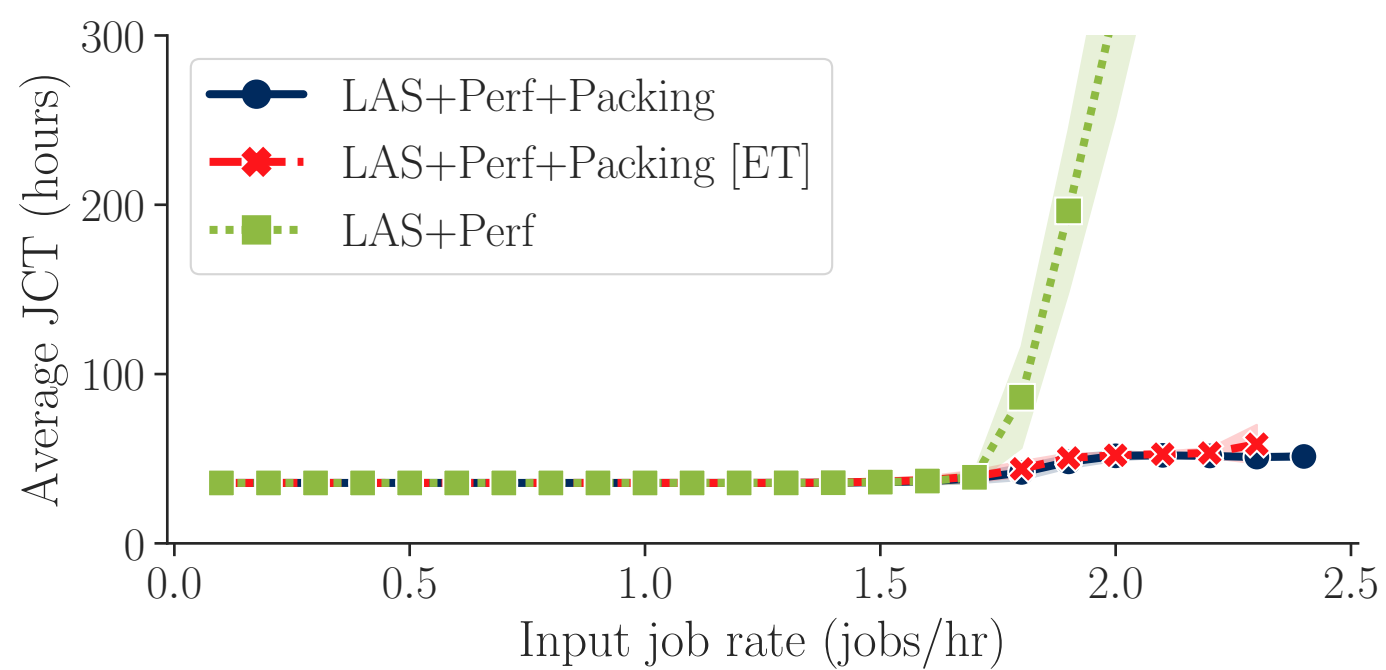 300
200
100
0
Average JCT (hours)
LAS+Perf+Packing
LAS+Perf+Packing [ET]
LAS+Perf
0.0 0.5 1.0 1.5 2.0 2.5
Input job rate (jobs/hr)